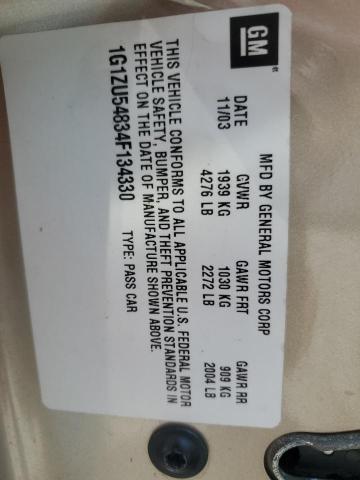 GM
MFD BY GENERAL MOTORS CORP
DATE GVWR GAWR FRT GAWR RR
11/03 1939 KG 1030 KG 909 KG
4276 LB 2272 LB 2004 LB
THIS VEHICLE CONFORMS TO ALL APPLICABLE U.S. FEDERAL MOTOR
VEHICLE SAFETY, BUMPER, AND THEFT PREVENTION STANDARDS IN
EFFECT ON THE DATE OF MANUFACTURE SHOWN ABOVE.
1G1ZU54834F134330 TYPE: PASS CAR